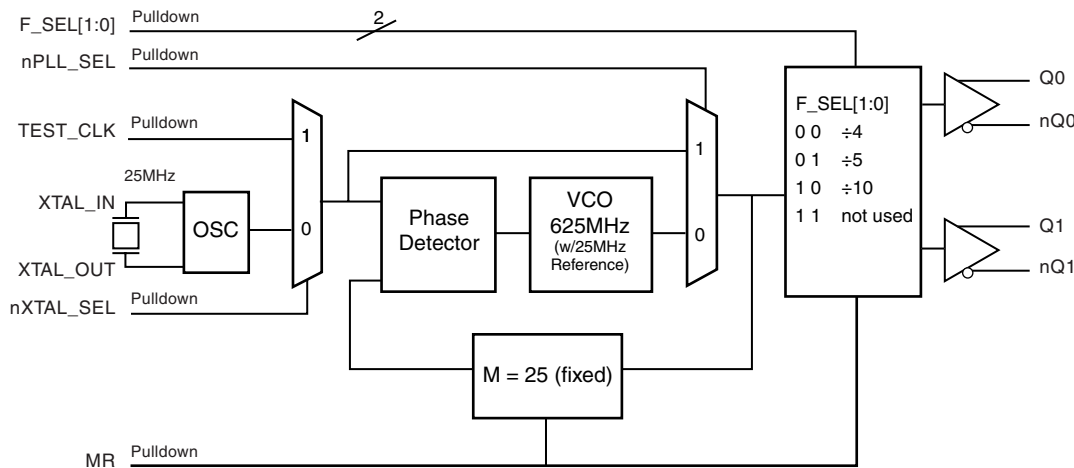 F_SEL[1:0] Pulldown 2
nPLL_SEL Pulldown
TEST_CLK Pulldown
25MHz
XTAL_IN
XTAL_OUT
OSC
nXTAL_SEL Pulldown
1
0
Phase
Detector
VCO
625MHz
(w/25MHz
Reference)
1
0
M = 25 (fixed)
F_SEL[1:0]
0 0 ÷4
0 1 ÷5
1 0 ÷10
1 1 not used
Q0
nQ0
Q1
nQ1
MR Pulldown